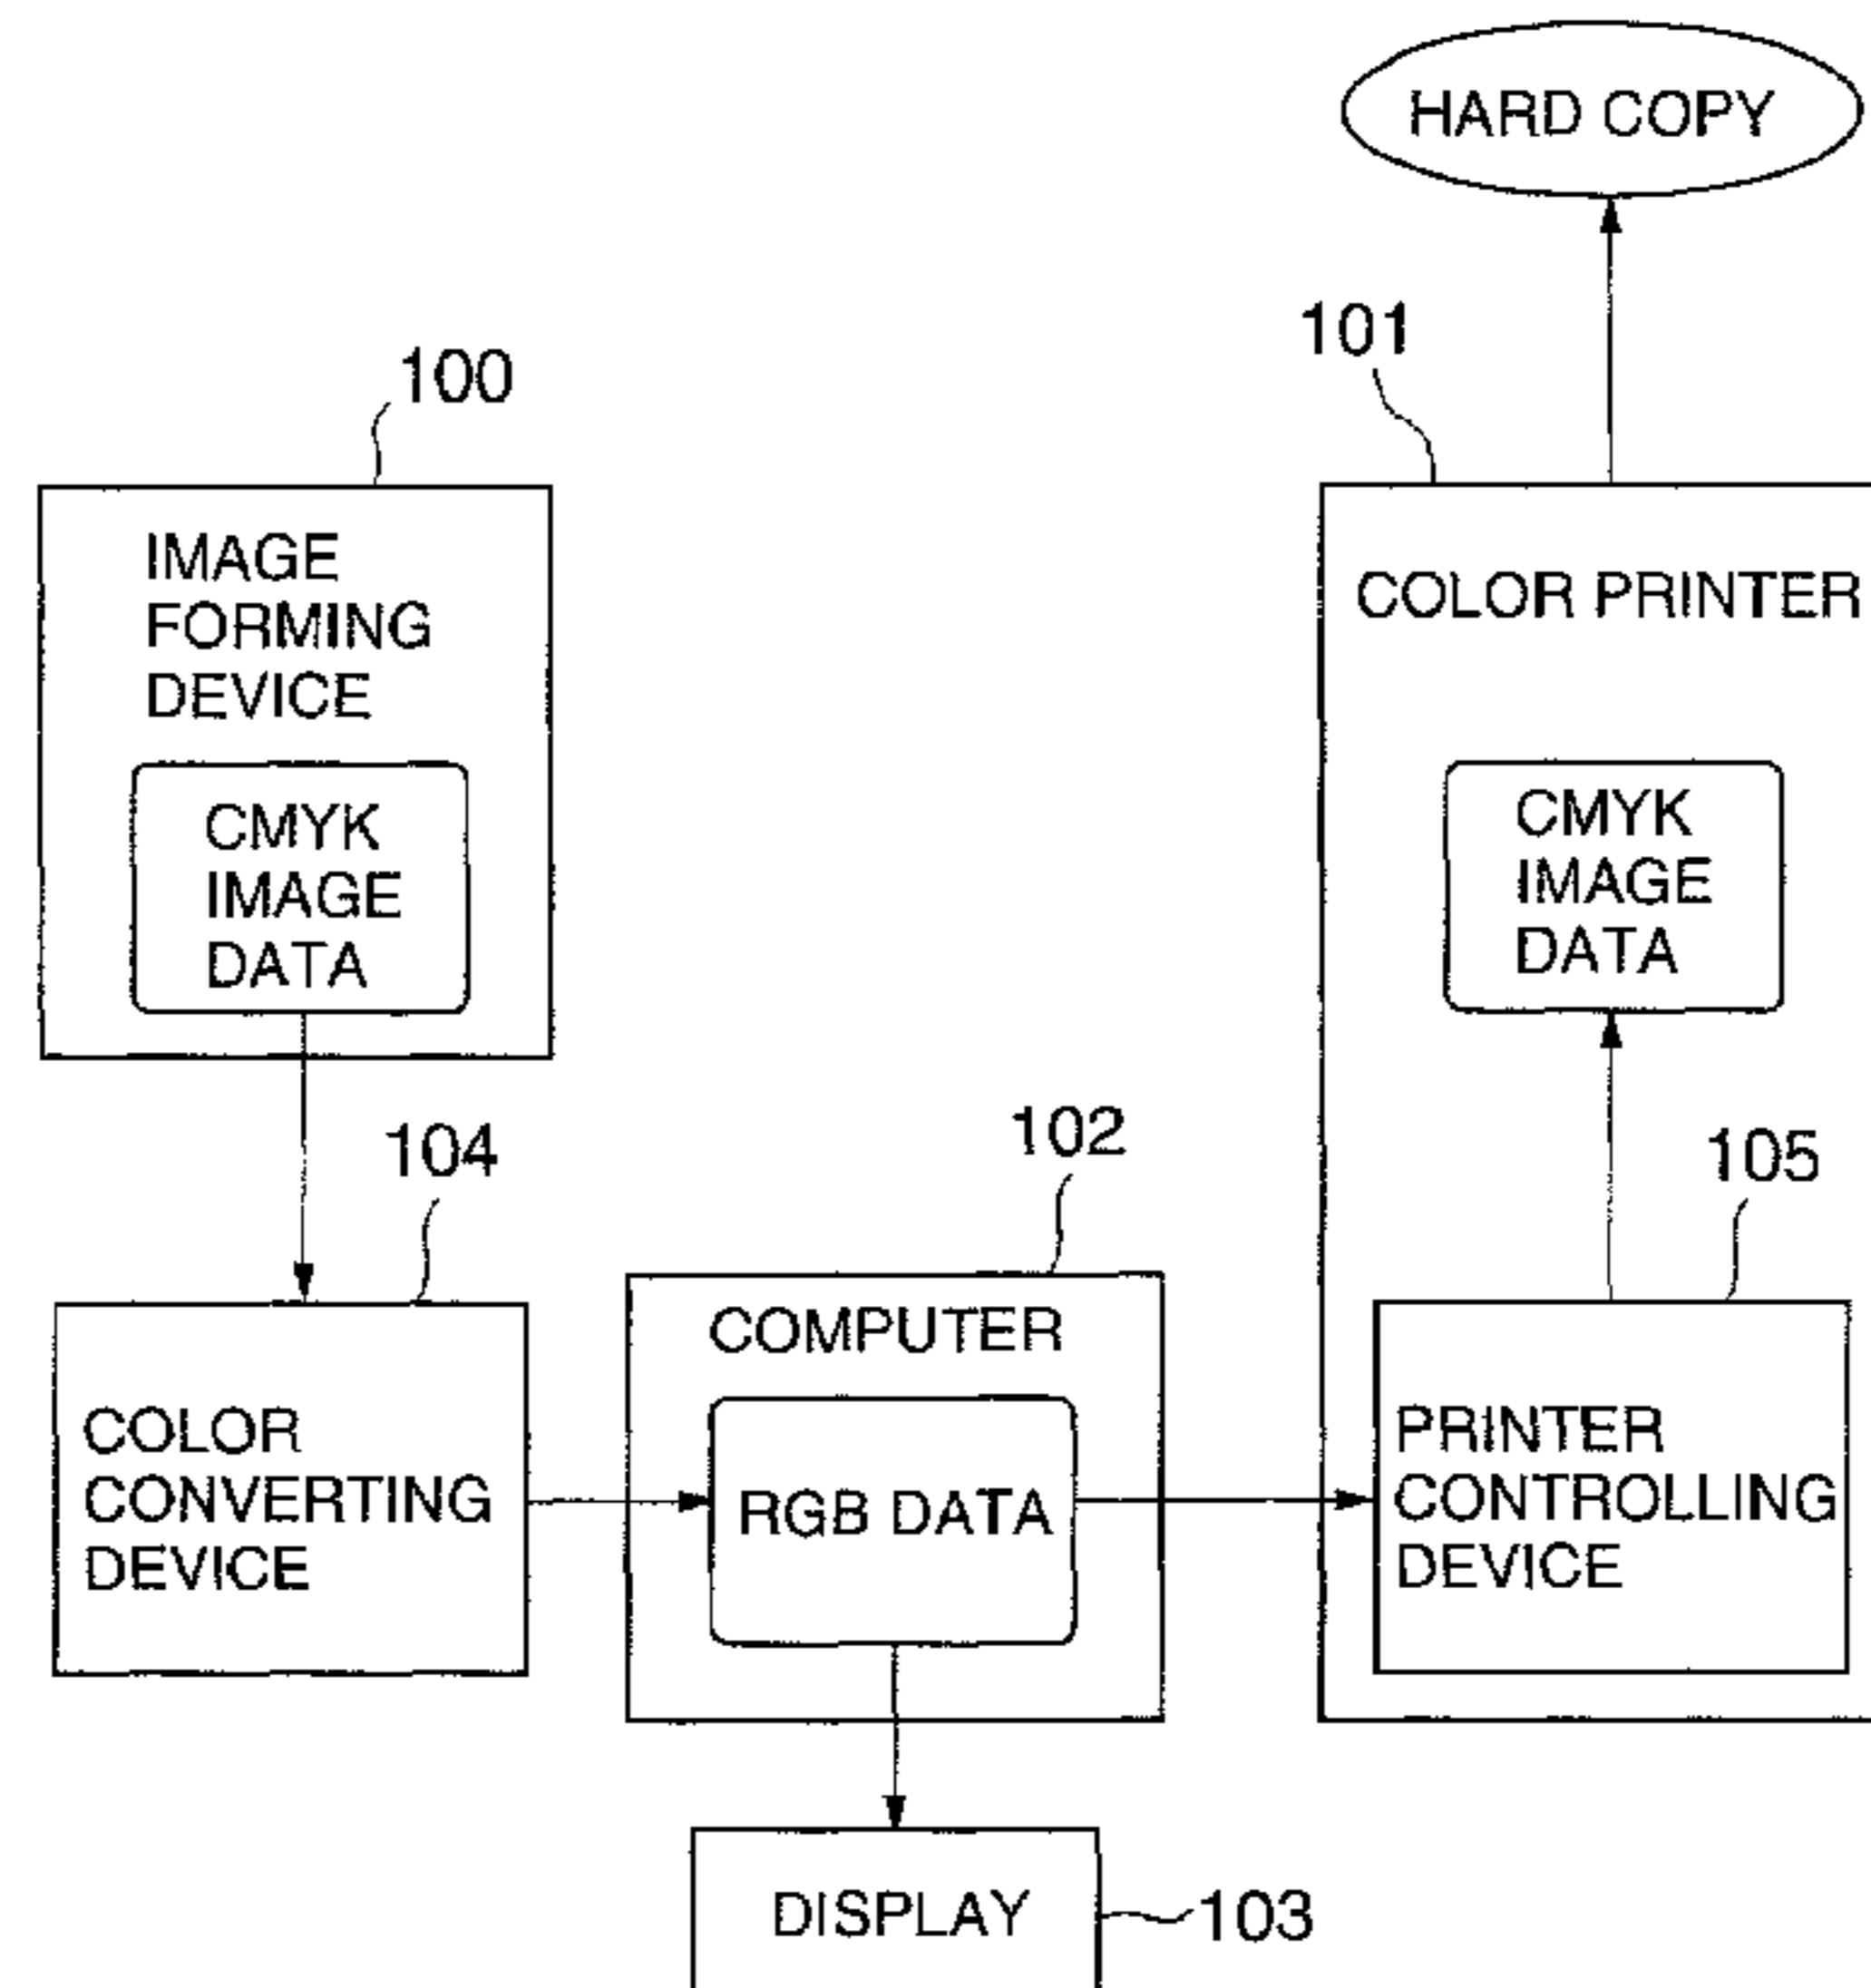 HARD COPY
101
100
IMAGE
FORMING
DEVICE
CMYK
IMAGE
DATA
COLOR PRINTER
CMYK
IMAGE
DATA
104
102
105
COLOR
CONVERTING
DEVICE
COMPUTER
RGB DATA
PRINTER
CONTROLLING
DEVICE
DISPLAY
103